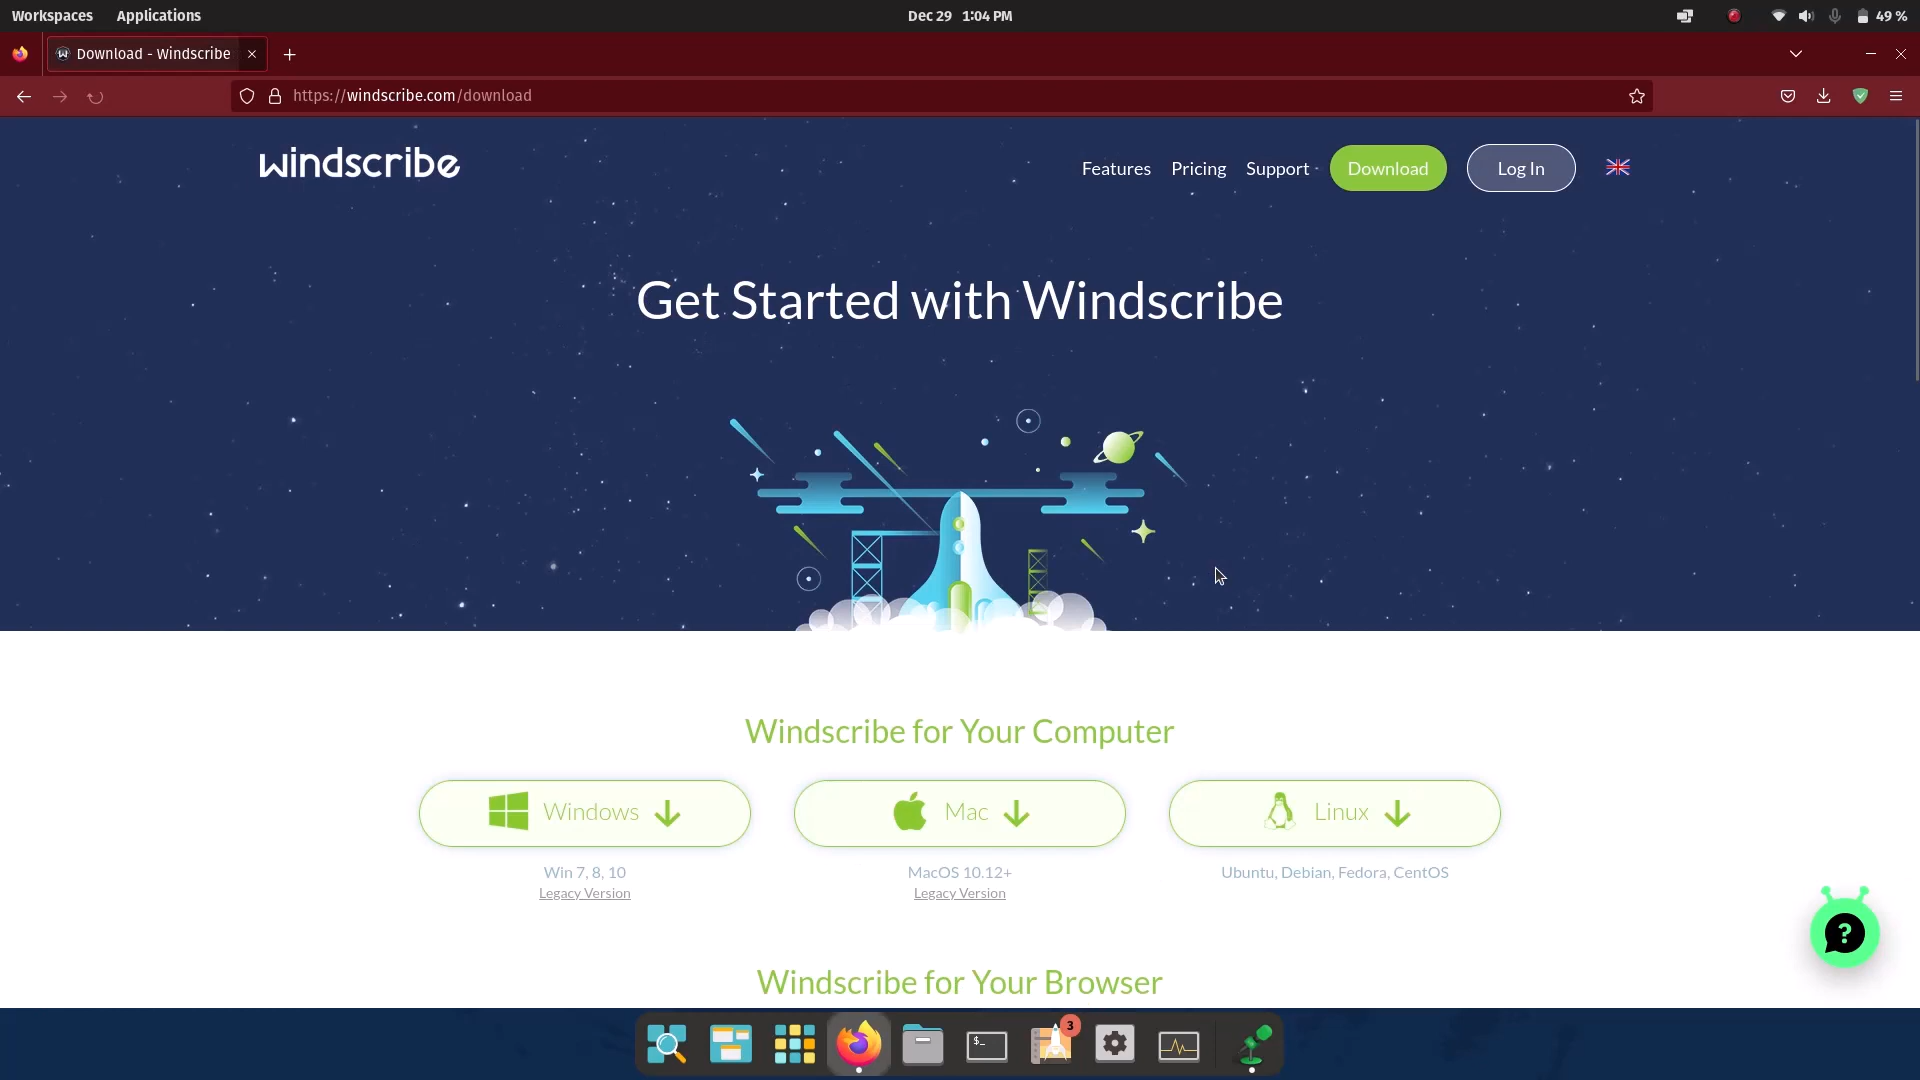 Workspaces Applications Dec 29 1:04 PM 49 %
Download - Windscribe
https://windscribe.com/download
windscribe Features Pricing Support Download Log In
Get Started with Windscribe
Windscribe for Your Computer
Windows Mac Linux
Win 7, 8, 10 MacOS 10.12+ Ubuntu, Debian, Fedora, CentOS
Legacy Version Legacy Version
?
Windscribe for Your Browser
3
$_